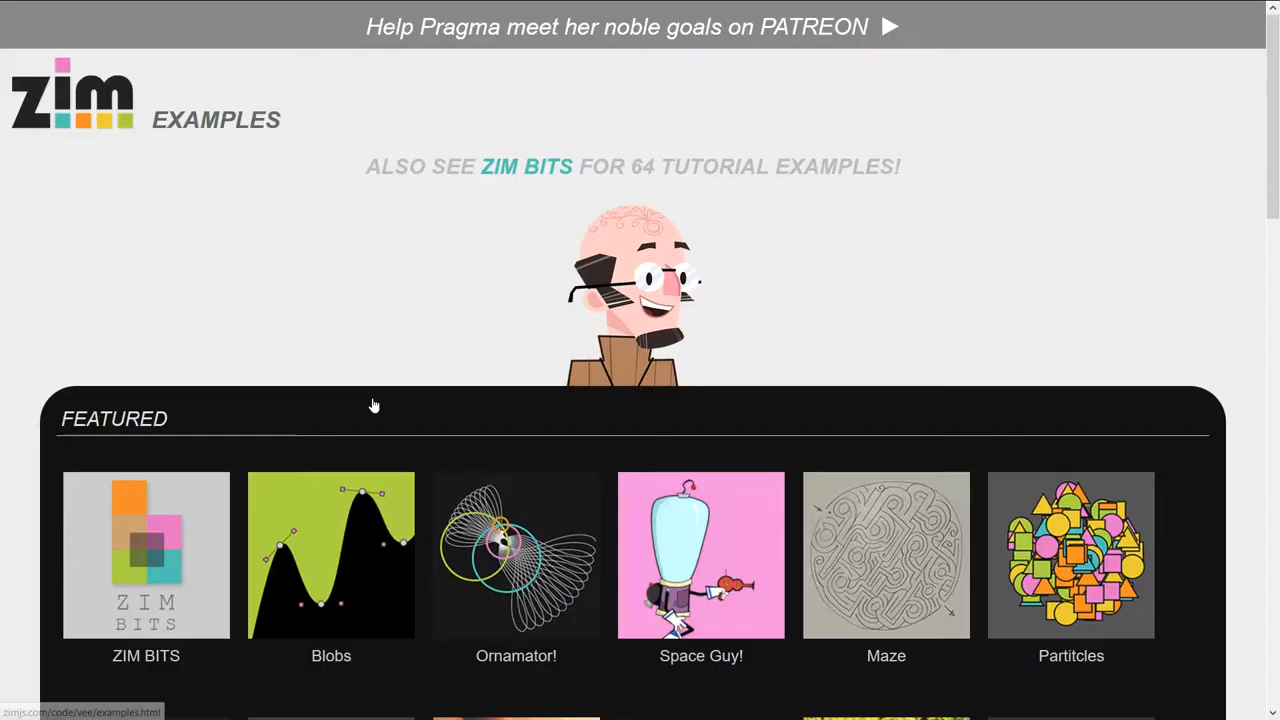 Help Pragma meet her noble goals on PATREON
zim EXAMPLES
ALSO SEE ZIM BITS FOR 64 TUTORIAL EXAMPLES!
FEATURED
ZIM
BITS
ZIM BITS
Blobs
Ornamator!
Space Guy!
Maze
Partitcles
zimjs.com/code/vee/examples.html